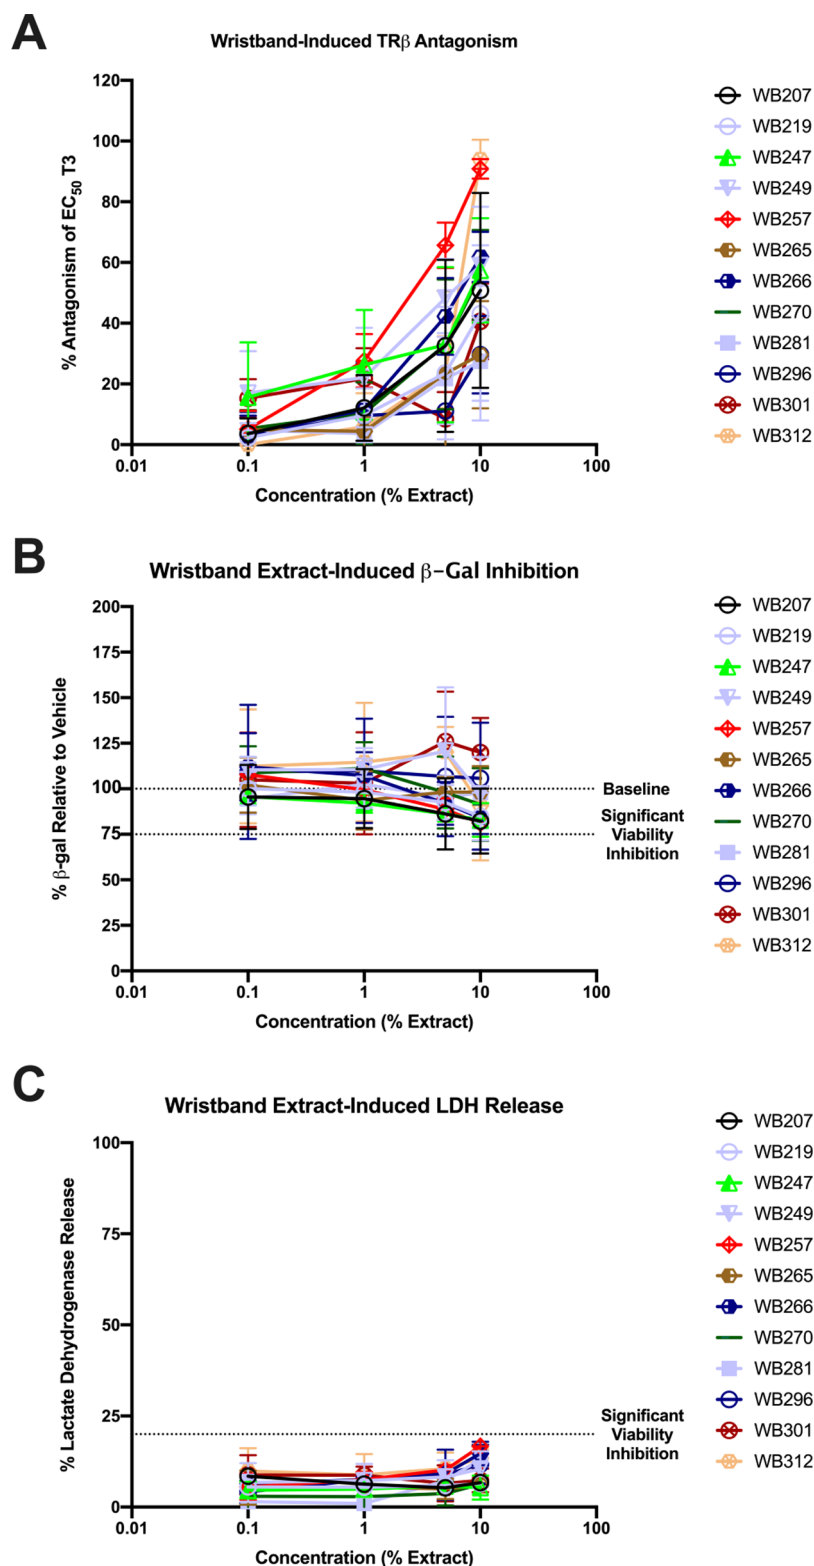 A
Wristband-Induced TRβ Antagonism
% Antagonism of EC50 T3
120
100
80
60
40
20
0
0.01
0.1
1
10
100
Concentration (% Extract)
WB207
WB219
WB247
WB249
WB257
WB265
WB266
WB270
WB281
WB296
WB301
WB312
B
Wristband Extract-Induced β-Gal Inhibition
% β-gal Relative to Vehicle
200
175
150
125
100
75
50
25
0
0.01
0.1
1
10
100
Concentration (% Extract)
Baseline
Significant
Viability
Inhibition
WB207
WB219
WB247
WB249
WB257
WB265
WB266
WB270
WB281
WB296
WB301
WB312
C
Wristband Extract-Induced LDH Release
% Lactate Dehydrogenase Release
100
75
50
25
0
0.01
0.1
1
10
100
Concentration (% Extract)
Significant
Viability
Inhibition
WB207
WB219
WB247
WB249
WB257
WB265
WB266
WB270
WB281
WB296
WB301
WB312